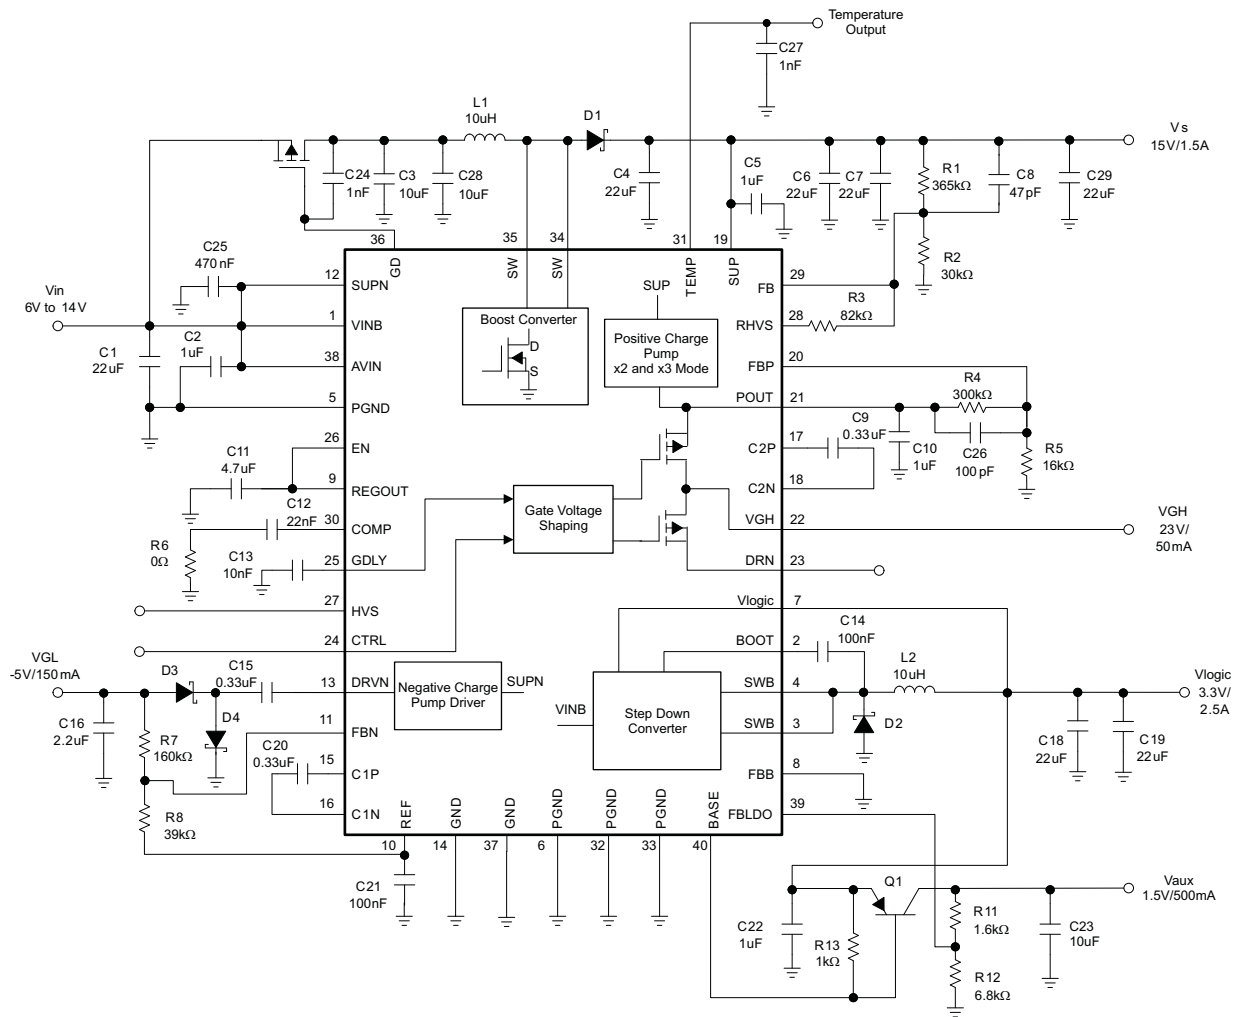 Temperature
Output
C27
1nF
L1
10uH
D1
Vs
15V/1.5A
C24
1nF
C3
10uF
C28
10uF
C4
22uF
C5
1uF
C6
22uF
C7
22uF
R1
365kΩ
C8
47pF
C29
22uF
R2
30kΩ
36
35
34
31
19
GD
SW
SW
TEMP
SUP
C25
470nF
12
SUPN
Vin
6V to 14V
1
VINB
C1
22uF
C2
1uF
38
AVIN
5
PGND
26
EN
C11
4.7uF
9
REGOUT
C12
22nF
30
COMP
R6
0Ω
C13
10nF
25
GDLY
27
HVS
24
CTRL
Boost Converter
D
S
SUP
Positive Charge
Pump
x2 and x3 Mode
Gate Voltage
Shaping
29
FB
28
RHVS
R3
82kΩ
20
FBP
21
POUT
R4
300kΩ
C9
0.33uF
17
C2P
C10
1uF
C26
100pF
R5
16kΩ
18
C2N
22
VGH
VGH
23V/
50mA
23
DRN
7
Vlogic
2
BOOT
C14
100nF
4
SWB
L2
10uH
Vlogic
3.3V/
2.5A
3
SWB
D2
C18
22uF
C19
22uF
8
FBB
39
FBLDO
VGL
-5V/150mA
D3
C15
0.33uF
13
DRVN
Negative Charge
Pump Driver
SUPN
VINB
Step Down
Converter
C16
2.2uF
D4
R7
160kΩ
11
FBN
C20
0.33uF
15
C1P
16
C1N
R8
39kΩ
REF
GND
GND
PGND
PGND
PGND
BASE
10
14
37
6
32
33
40
C21
100nF
Q1
Vaux
1.5V/500mA
C22
1uF
R13
1kΩ
R11
1.6kΩ
C23
10uF
R12
6.8kΩ